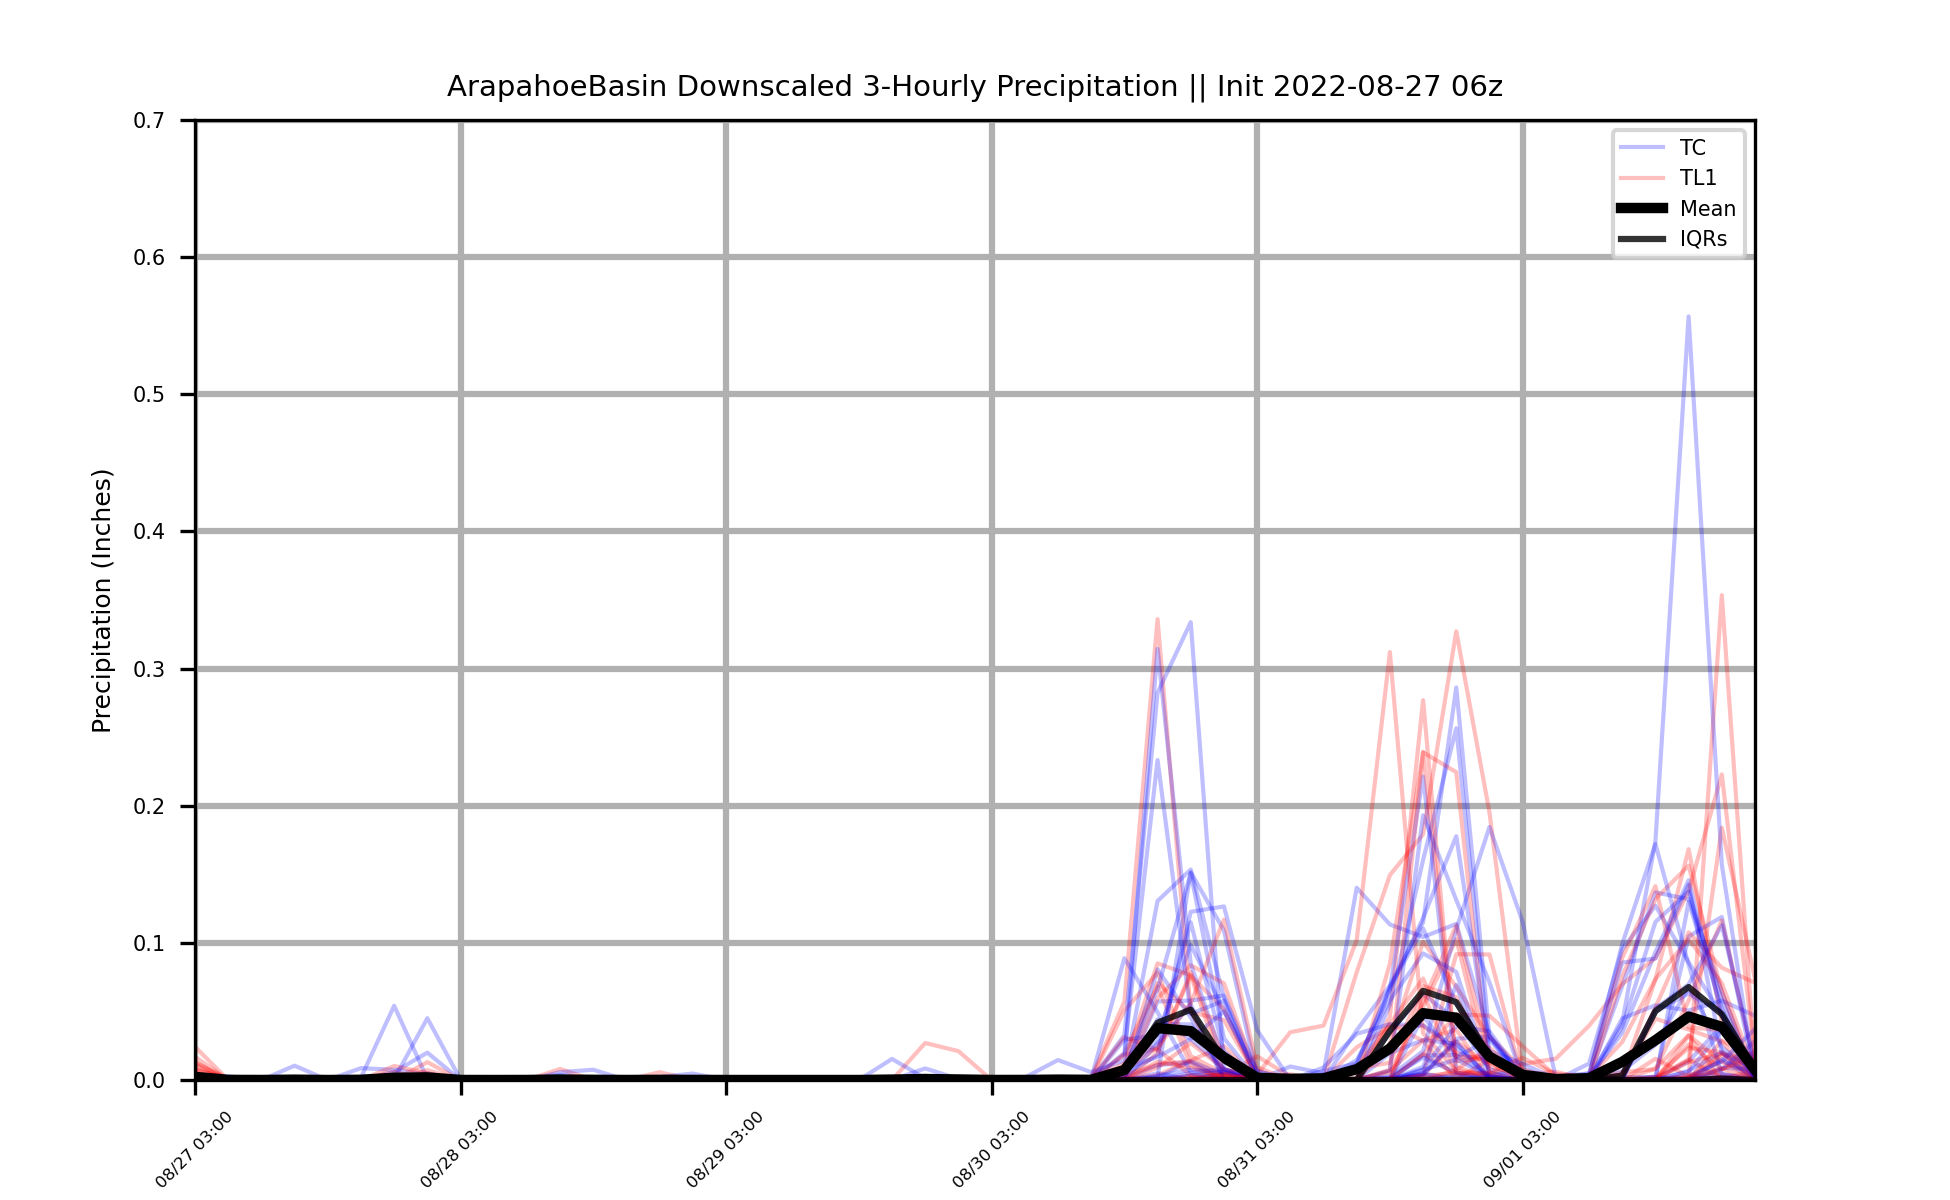 ArapahoeBasin Downscaled 3-Hourly Precipitation || Init 2022-08-27 06z
Precipitation (Inches)
0.7
0.6
0.5
0.4
0.3
0.2
0.1
0.0
TC
TL1
Mean
IQRs
08/27 03:00
08/28 03:00
08/29 03:00
08/30 03:00
08/31 03:00
09/01 03:00